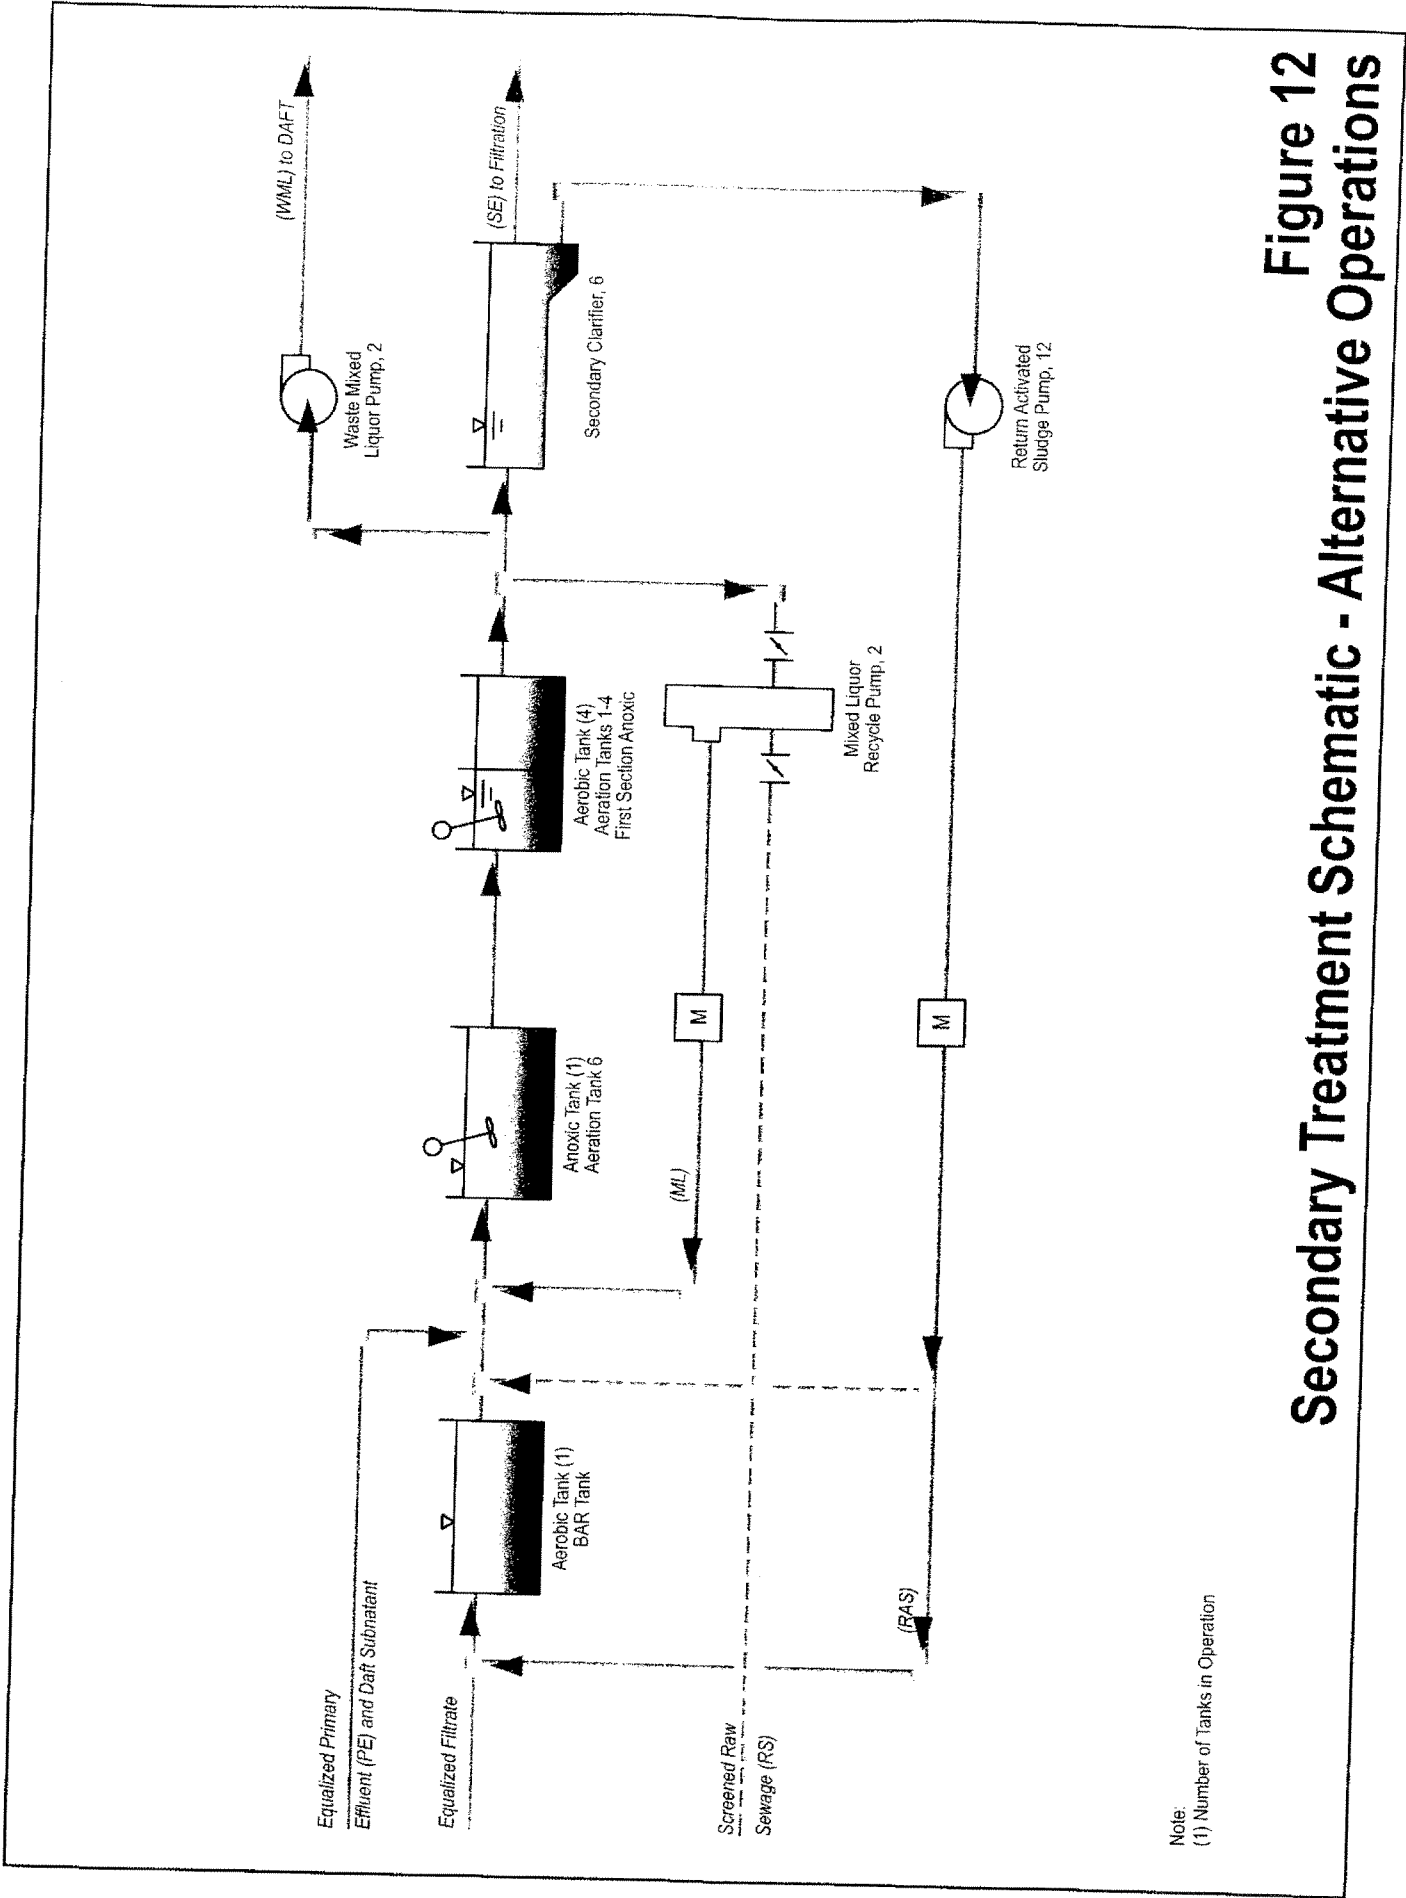 (WML) to DAFT
Waste Mixed
Liquor Pump, 2
(SE) to Filtration
Secondary Clarifier, 6
Equalized Primary
Effluent (PE) and Daft Subnatant
Equalized Filtrate
Aerobic Tank (1)
BAR Tank
Anoxic Tank (1)
Aeration Tank 6
Aerobic Tank (4)
Aeration Tanks 1-4
First Section Anoxic
(ML)
M
Mixed Liquor
Recycle Pump, 2
Screened Raw
Sewage (RS)
(RAS)
M
Return Activated
Sludge Pump, 12
Note:
(1) Number of Tanks in Operation
Figure 12
Secondary Treatment Schematic - Alternative Operations